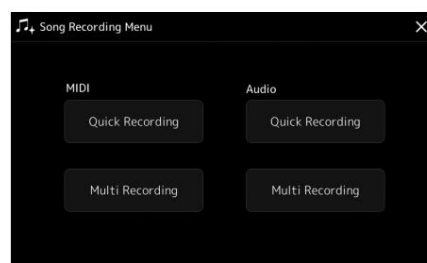 Song Recording Menu
MIDI
Audio
Quick Recording
Quick Recording
Multi Recording
Multi Recording